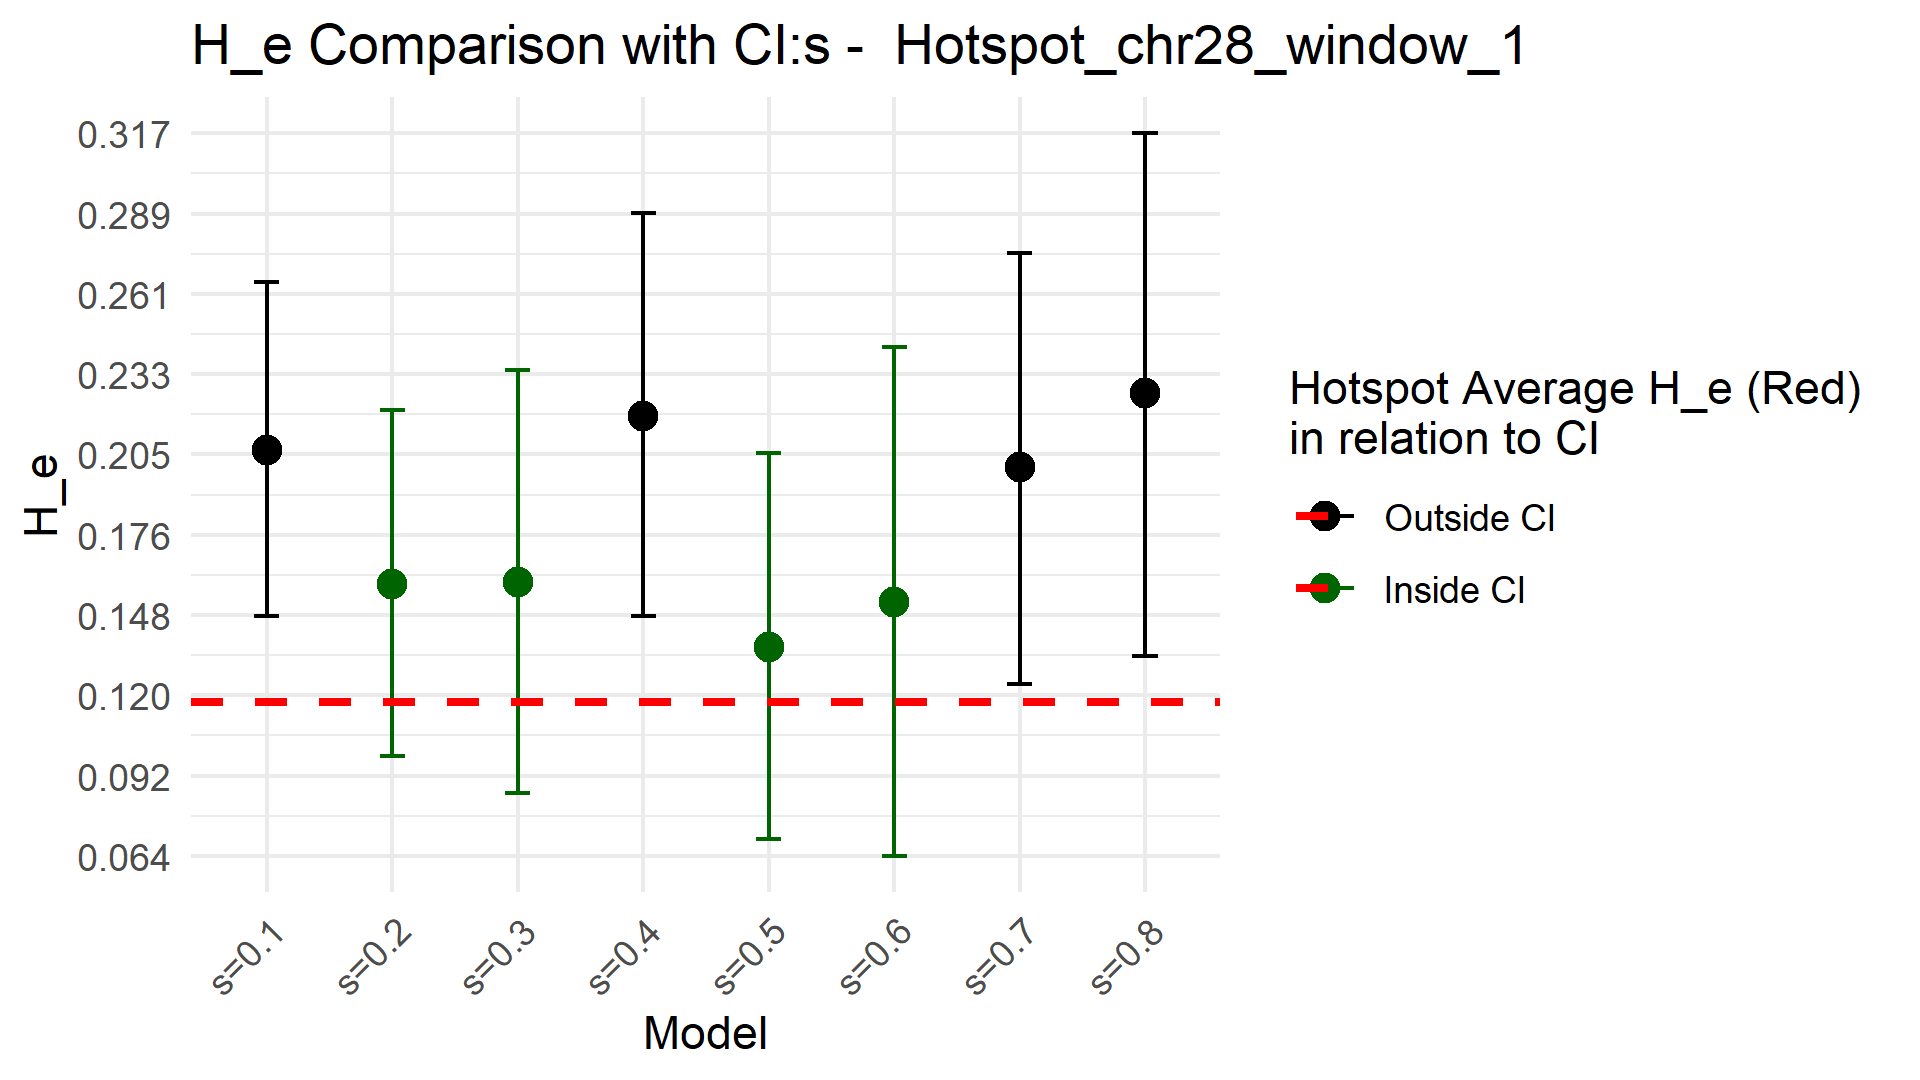 H_e Comparison with CI:s -  Hotspot_chr28_window_1
0.317
0.289
0.261
0.233
0.205
0.176
0.148
0.120
0.092
0.064
H_e
s=0.1
s=0.2
s=0.3
s=0.4
s=0.5
s=0.6
s=0.7
s=0.8
Model
Hotspot Average H_e (Red)
in relation to CI
Outside CI
Inside CI